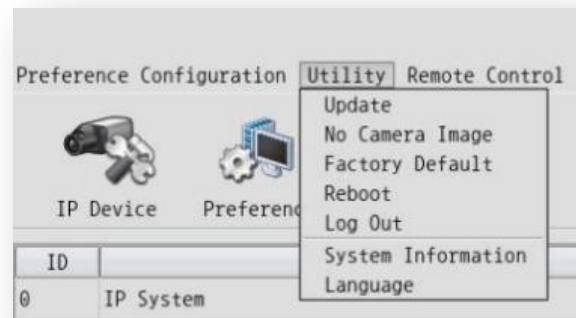 Preference Configuration Utility Remote Control
Update
No Camera Image
Factory Default
Reboot
Log Out
System Information
Language
IP Device
Preferenc
ID
0 IP System